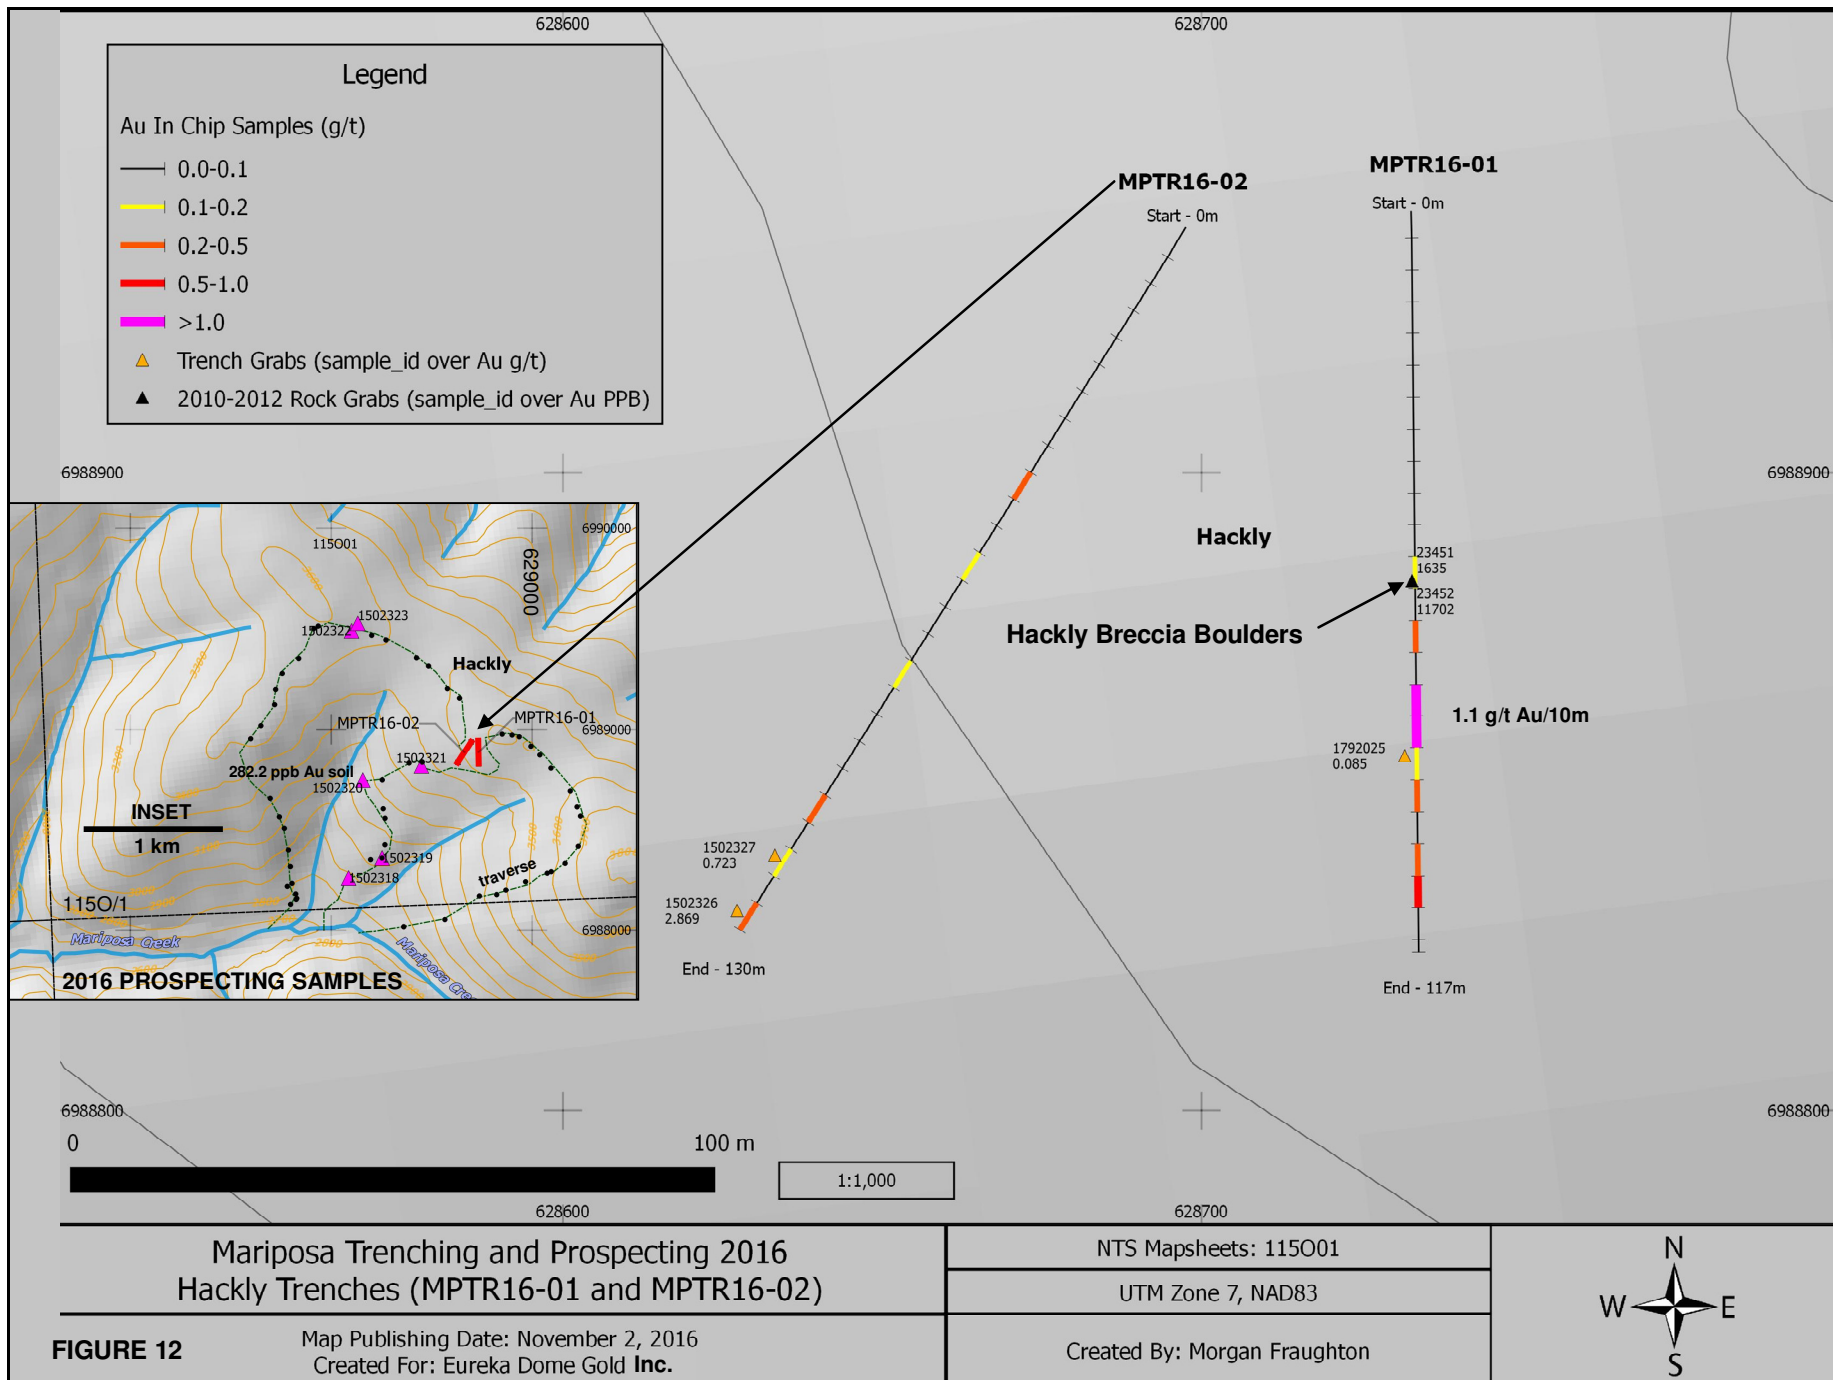 628600
628700
Legend
Au In Chip Samples (g/t)
0.0-0.1
0.1-0.2
0.2-0.5
0.5-1.0
>1.0
Trench Grabs (sample_id over Au g/t)
2010-2012 Rock Grabs (sample_id over Au PPB)
MPTR16-02
Start - 0m
MPTR16-01
Start - 0m
6988900
6988900
Hackly
23451
1635
23452
11702
Hackly Breccia Boulders
1.1 g/t Au/10m
1792025
0.085
1502327
0.723
1502326
2.869
End - 130m
End - 117m
6990000
115O01
629000
1502323
1502322
Hackly
MPTR16-02
MPTR16-01
6989000
1502321
282.2 ppb Au soil
1502320
INSET
1 km
1502319
1502318
traverse
115O/1
6988000
Mariposa Creek
Mariposa Cre
2016 PROSPECTING SAMPLES
3300
3200
3500
2800
6988800
6988800
0
100 m
1:1,000
628600
628700
Mariposa Trenching and Prospecting 2016
Hackly Trenches (MPTR16-01 and MPTR16-02)
NTS Mapsheets: 115O01
UTM Zone 7, NAD83
FIGURE 12
Map Publishing Date: November 2, 2016
Created For: Eureka Dome Gold Inc.
Created By: Morgan Fraughton
N
W
E
S